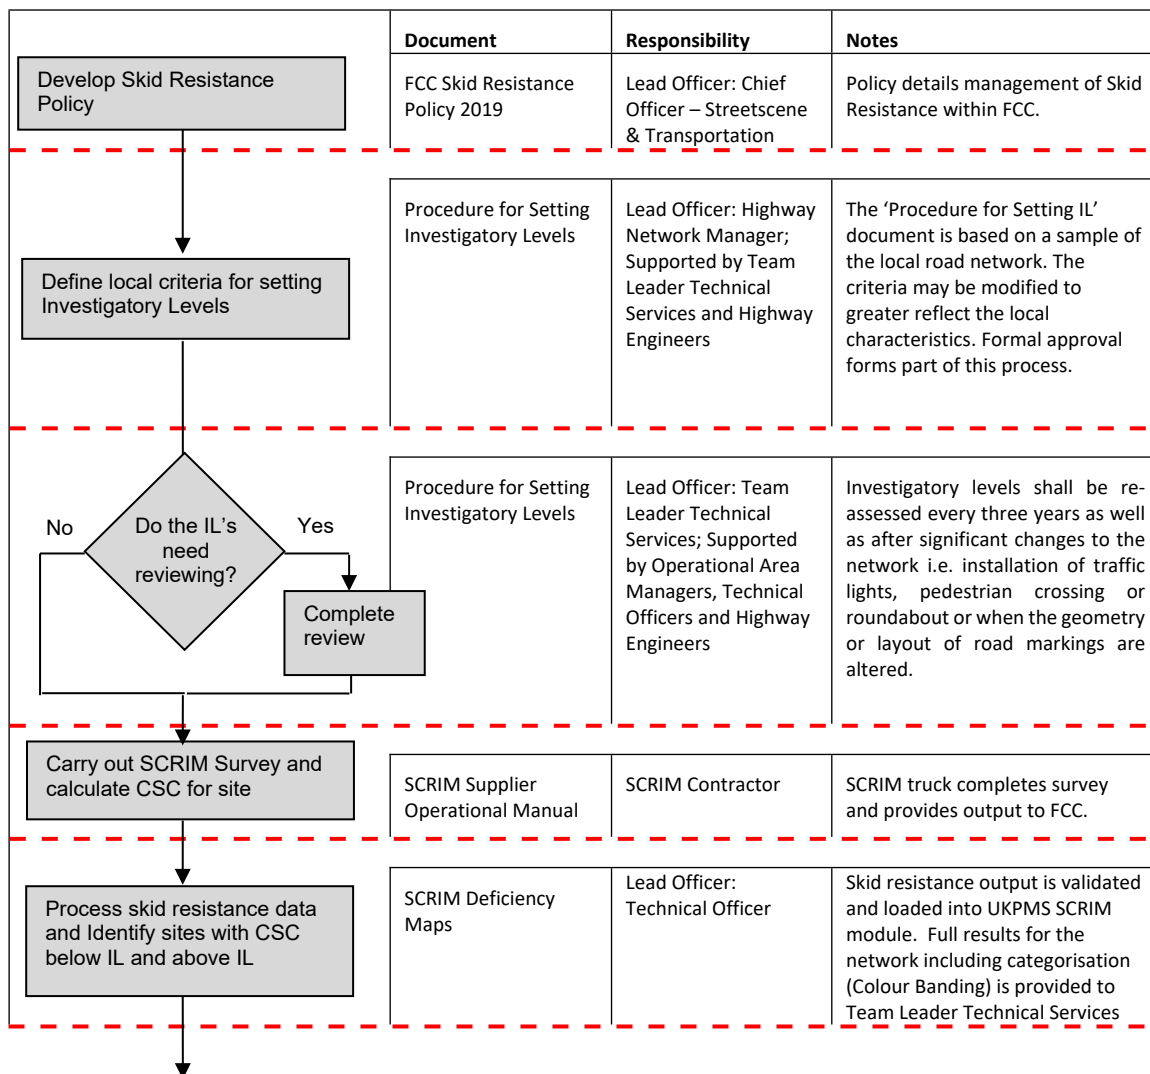 Document
Responsibility
Notes
Develop Skid Resistance
Policy
FCC Skid Resistance
Policy 2019
Lead Officer: Chief
Officer – Streetscene
& Transportation
Policy details management of Skid
Resistance within FCC.
Define local criteria for setting
Investigatory Levels
Procedure for Setting
Investigatory Levels
Lead Officer: Highway
Network Manager;
Supported by Team
Leader Technical
Services and Highway
Engineers
The ‘Procedure for Setting IL’
document is based on a sample of
the local road network. The
criteria may be modified to
greater reflect the local
characteristics. Formal approval
forms part of this process.
No
Do the IL’s
need
reviewing?
Yes
Complete
review
Procedure for Setting
Investigatory Levels
Lead Officer: Team
Leader Technical
Services; Supported
by Operational Area
Managers, Technical
Officers and Highway
Engineers
Investigatory levels shall be re-
assessed every three years as well
as after significant changes to the
network i.e. installation of traffic
lights, pedestrian crossing or
roundabout or when the geometry
or layout of road markings are
altered.
Carry out SCRIM Survey and
calculate CSC for site
SCRIM Supplier
Operational Manual
SCRIM Contractor
SCRIM truck completes survey
and provides output to FCC.
Process skid resistance data
and Identify sites with CSC
below IL and above IL
SCRIM Deficiency
Maps
Lead Officer:
Technical Officer
Skid resistance output is validated
and loaded into UKPMS SCRIM
module.  Full results for the
network including categorisation
(Colour Banding) is provided to
Team Leader Technical Services